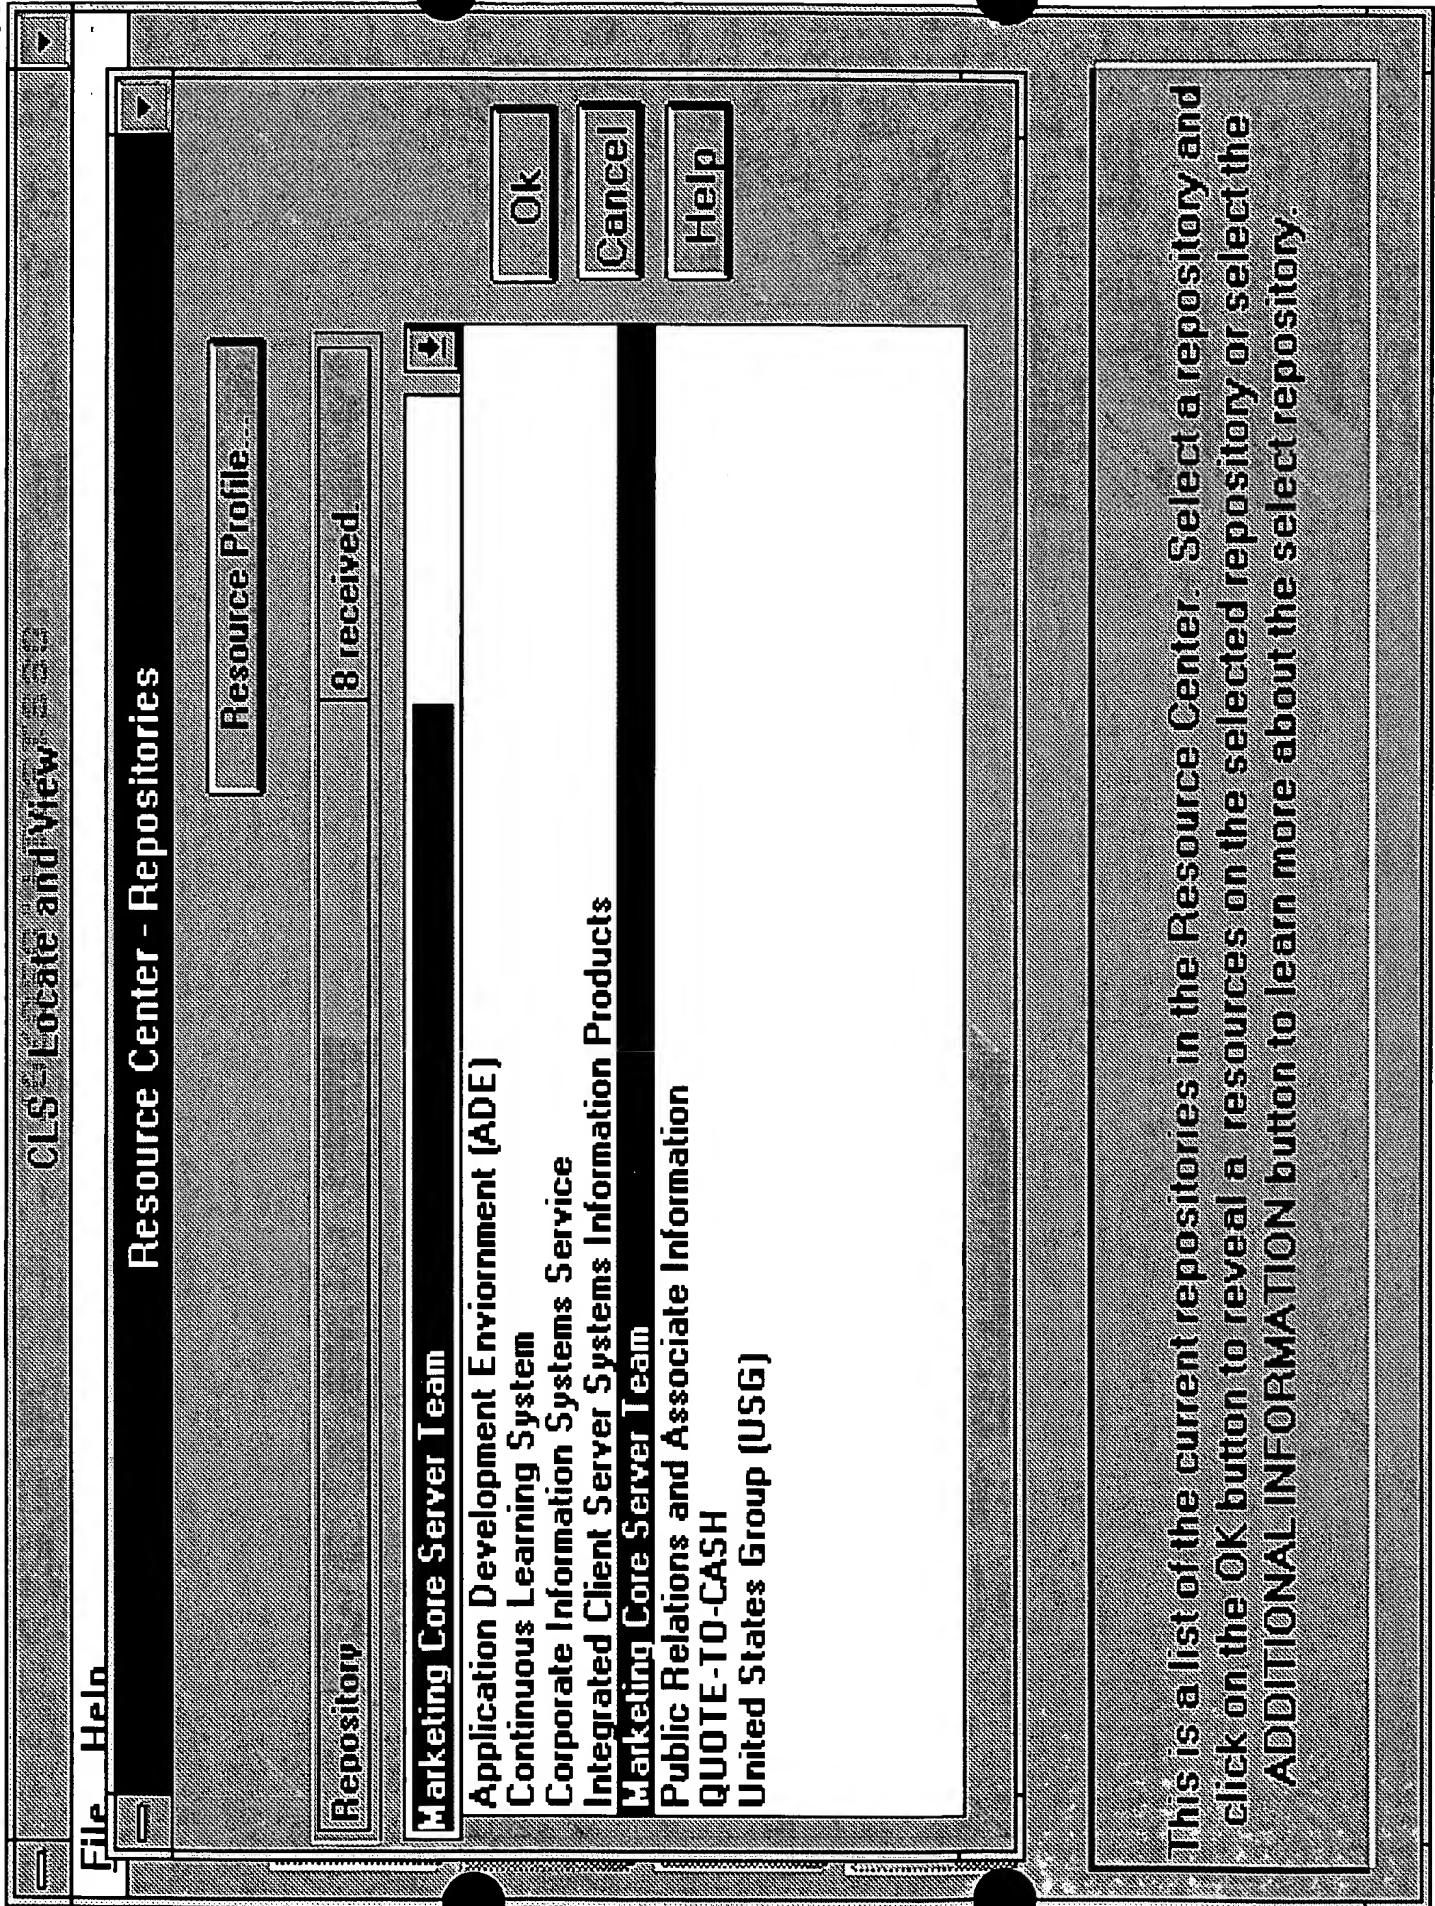 CLS Locate and View
File Help
Resource Center - Repositories
Resource Profile...
Repository
8 received.
Marketing Core Server Team
Application Development Enviornment (ADE)
Continuous Learning System
Corporate Information Systems Service
Integrated Client Server Systems Information Products
Marketing Core Server Team
Public Relations and Associate Information
QUOTE-TO-CASH
United States Group (USG)
Ok
Cancel
Help
This is a list of the current repositories in the Resource Center. Select a repository and
click on the OK button to reveal a resources on the selected repository or select the
ADDITIONAL INFORMATION button to learn more about the select repository.